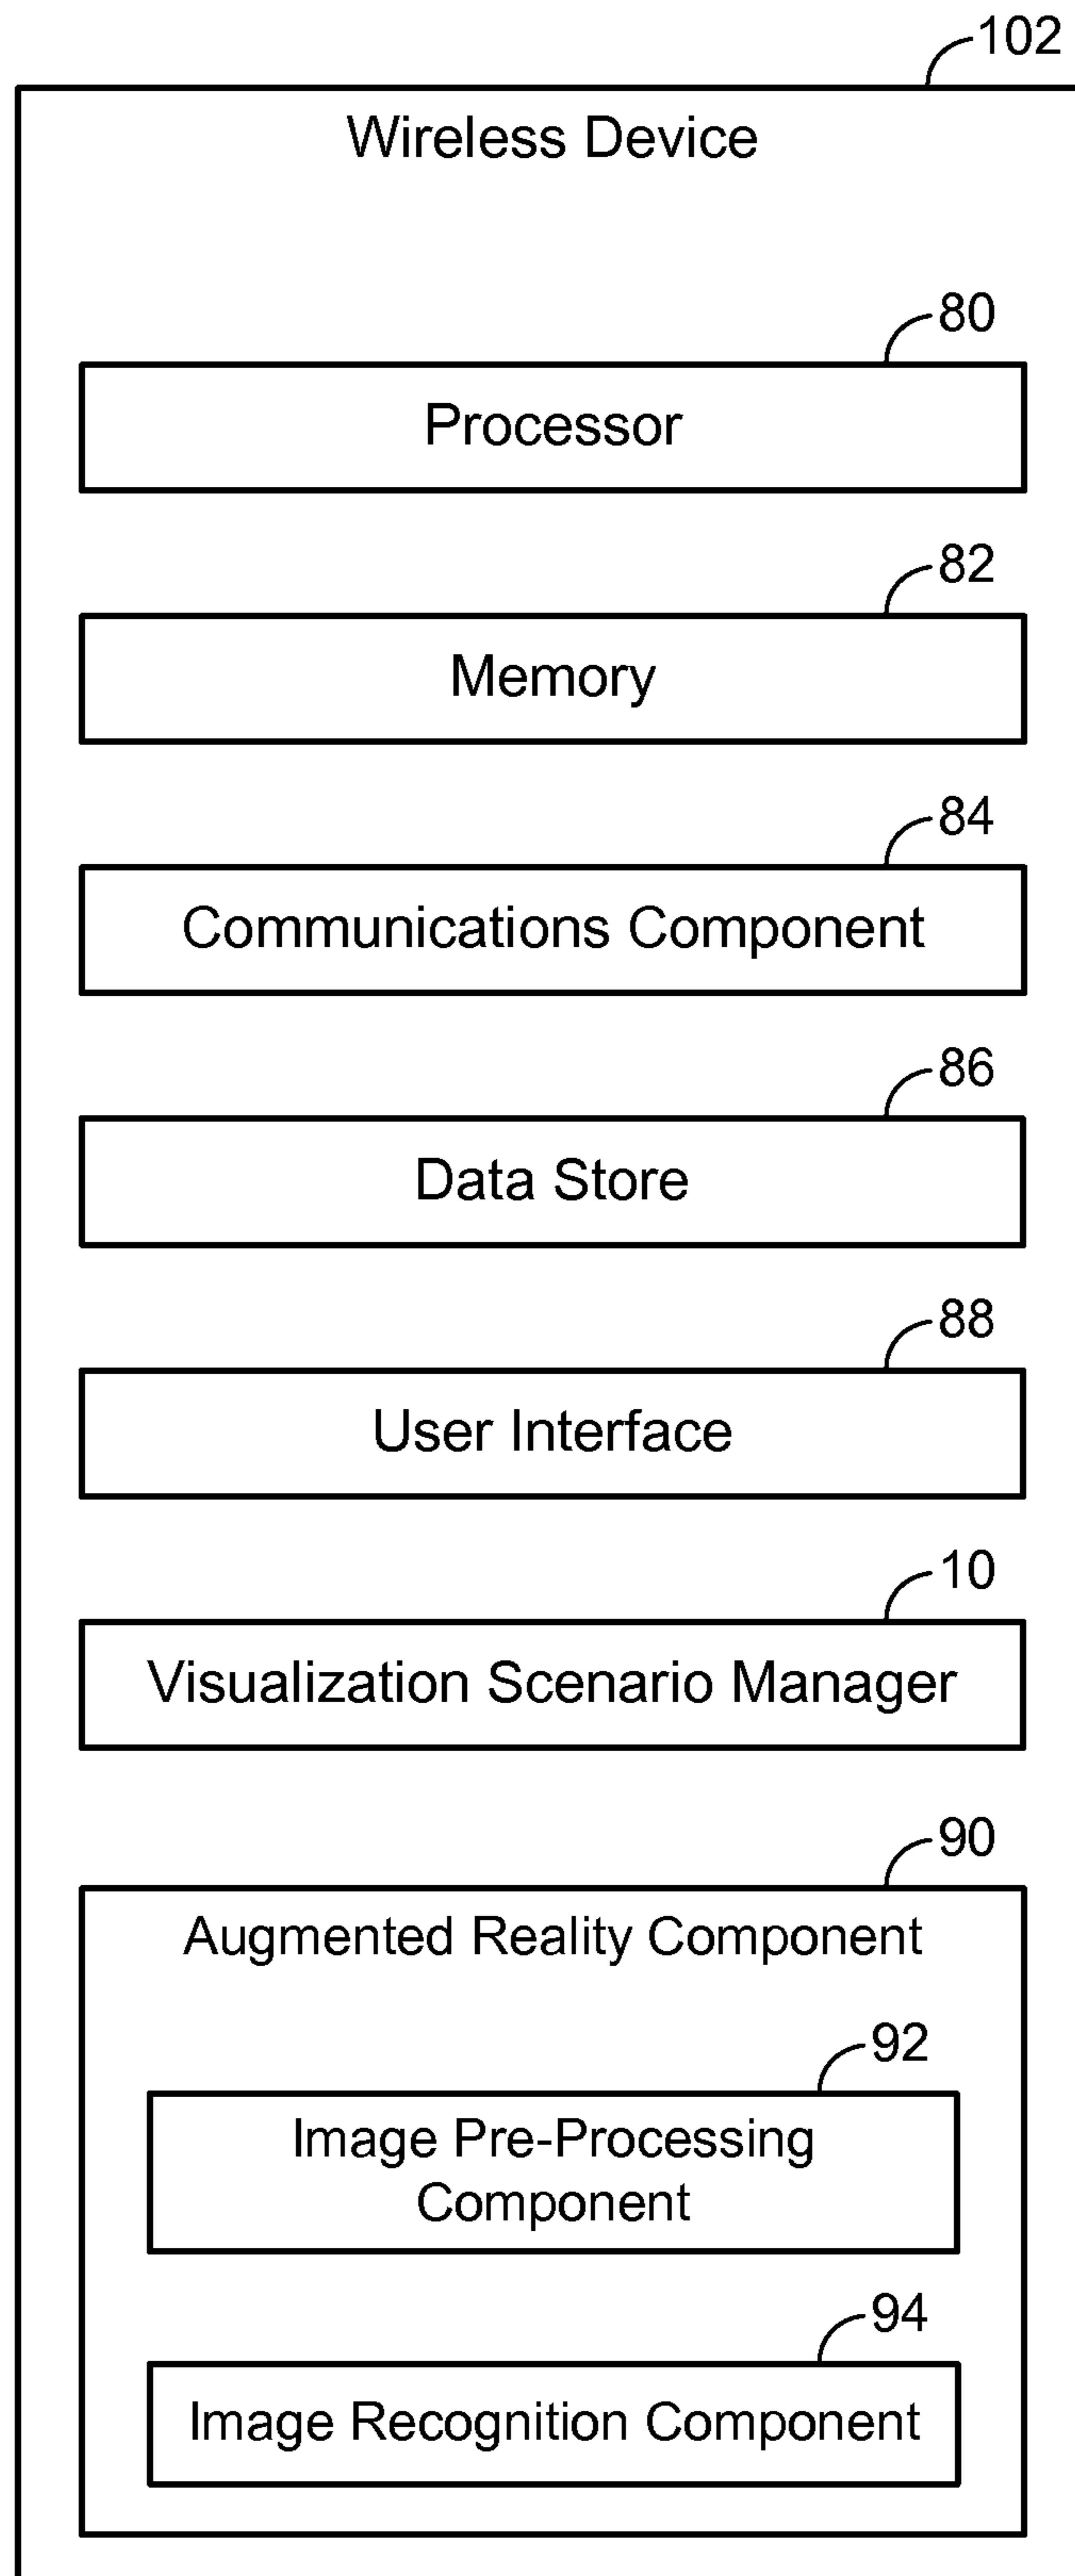 102
Wireless Device
80
Processor
82
Memory
84
Communications Component
86
Data Store
88
User Interface
10
Visualization Scenario Manager
90
Augmented Reality Component
92
Image Pre-Processing
Component
94
Image Recognition Component